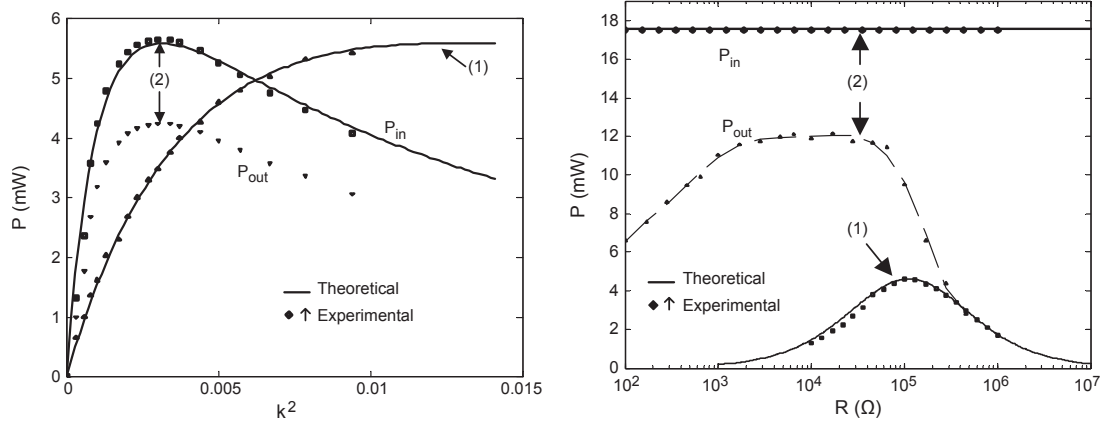 6
5
4
3
2
1
0
P (mW)
0.000
0.005
0.010
0.015
k²
(2)
(1)
P_in
P_out
Theoretical
↑ Experimental
18
16
14
12
10
8
6
4
2
0
P (mW)
10²
10³
10⁴
10⁵
10⁶
10⁷
R (Ω)
P_in
(2)
P_out
(1)
Theoretical
↑ Experimental